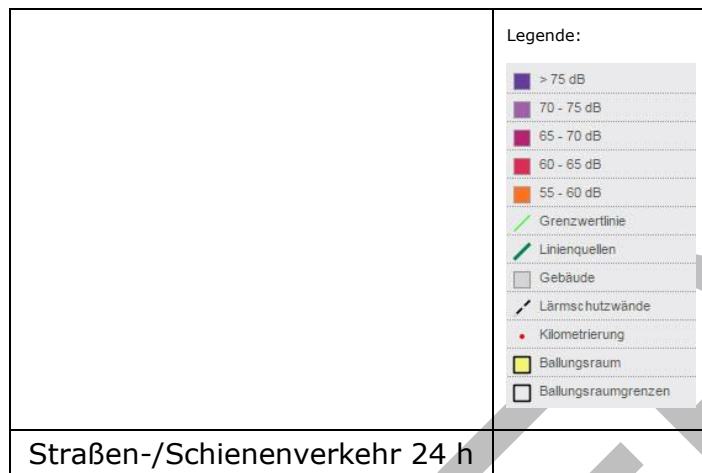 Legende:
> 75 dB
70 - 75 dB
65 - 70 dB
60 - 65 dB
55 - 60 dB
Grenzwertlinie
Linienquellen
Gebäude
Lärmschutzwände
Kilometrierung
Ballungsraum
Ballungsraumgrenzen
Straßen-/Schienenverkehr 24 h